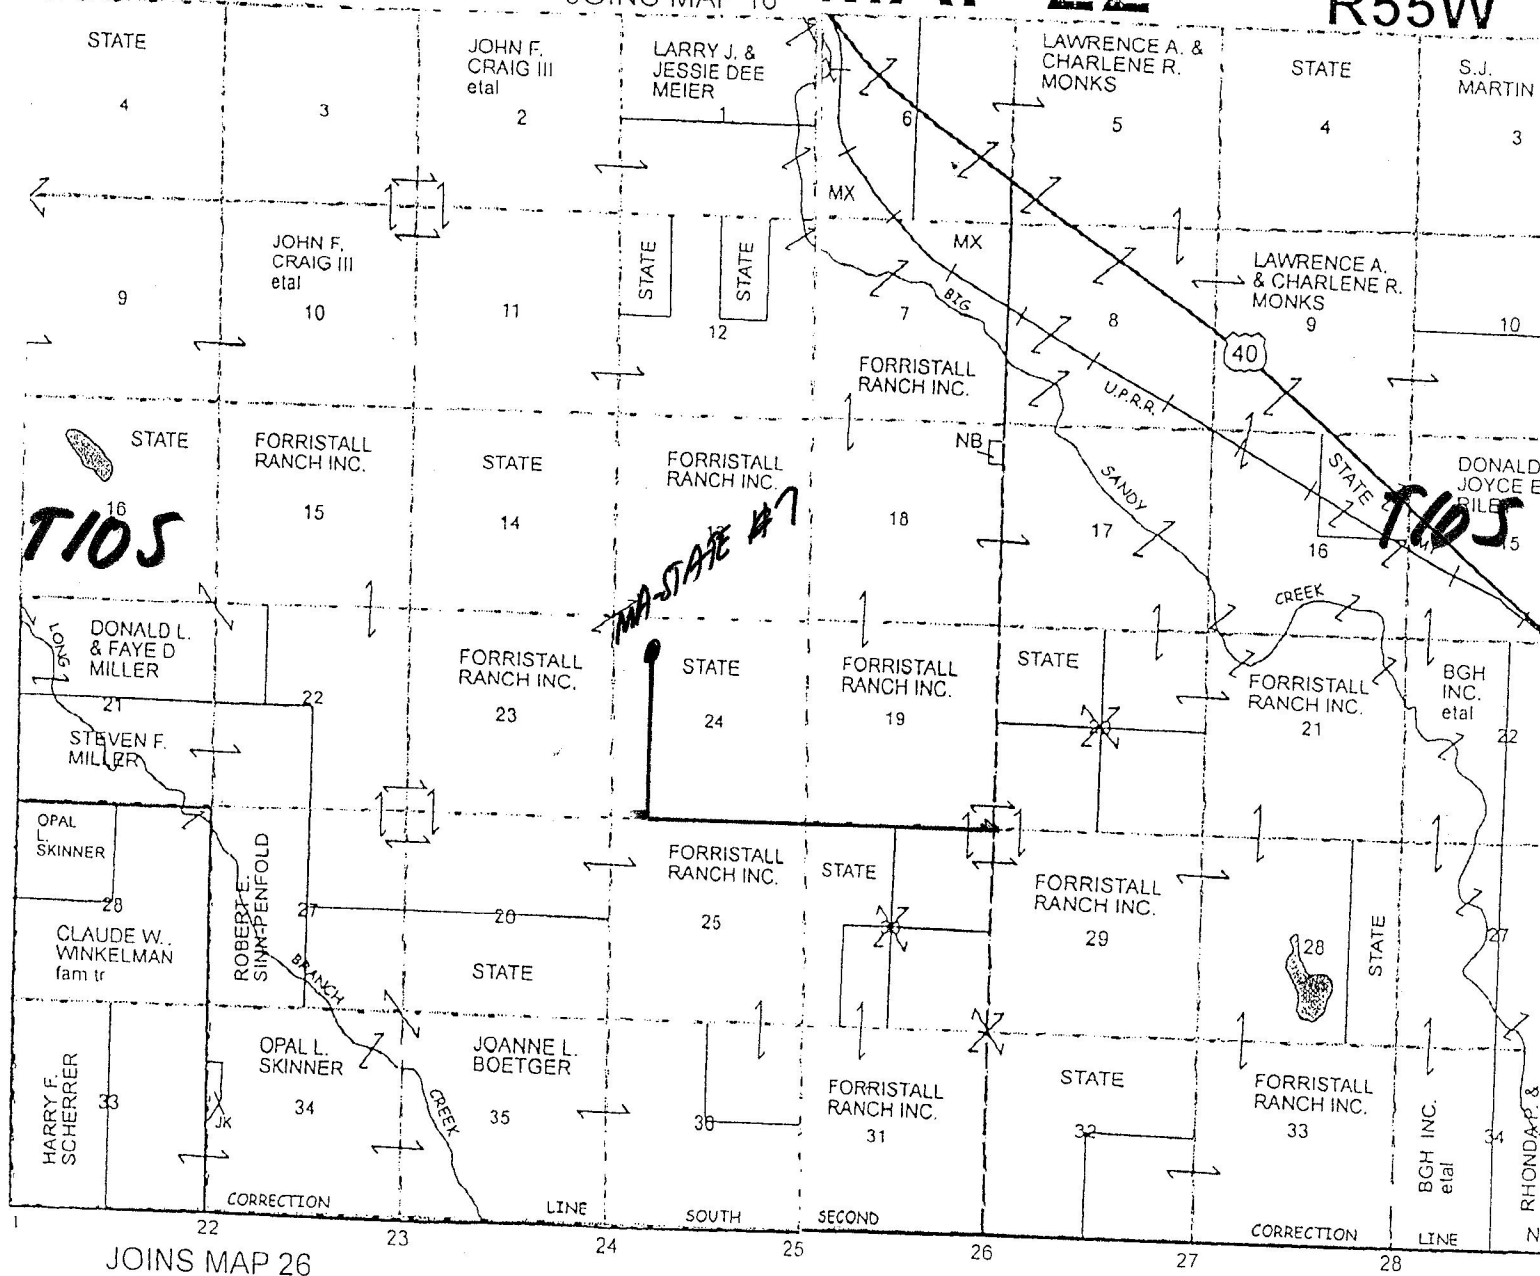 JOINS MAP 16
MAP 22
R55W
STATE
4
3
JOHN F.
CRAIG III
etal
2
LARRY J. &
JESSIE DEE
MEIER
1
6
LAWRENCE A. &
CHARLENE R.
MONKS
5
STATE
4
S.J.
MARTIN
3
MX
9
JOHN F.
CRAIG III
etal
10
11
STATE
STATE
12
MX
7
BIG
8
LAWRENCE A.
& CHARLENE R.
MONKS
9
10
40
FORRISTALL
RANCH INC.
U.P.R.R.
STATE
16
FORRISTALL
RANCH INC.
15
STATE
14
FORRISTALL
RANCH INC.
18
NB
SANDY
17
STATE
16
DONALD
JOYCE E
RILE
15
T10S
T10S
MA-STATE #7
LONG
DONALD L.
& FAYE D
MILLER
21
22
FORRISTALL
RANCH INC.
23
STATE
24
FORRISTALL
RANCH INC.
19
STATE
CREEK
FORRISTALL
RANCH INC.
21
BGH
INC.
etal
22
STEVEN F.
MILLER
OPAL
L.
SKINNER
28
ROBERT E.
SINN-PENFOLD
27
20
FORRISTALL
RANCH INC.
25
STATE
FORRISTALL
RANCH INC.
29
28
STATE
27
CLAUDE W.
WINKELMAN
fam tr
BRANCH
STATE
HARRY F.
SCHERRER
33
JK
OPAL L.
SKINNER
34
CREEK
JOANNE L.
BOETGER
35
36
FORRISTALL
RANCH INC.
31
STATE
32
FORRISTALL
RANCH INC.
33
BGH INC.
etal
34
RHONDA P. &
CORRECTION
LINE
SOUTH
SECOND
CORRECTION
LINE
N
1
22
23
24
25
26
27
28
JOINS MAP 26